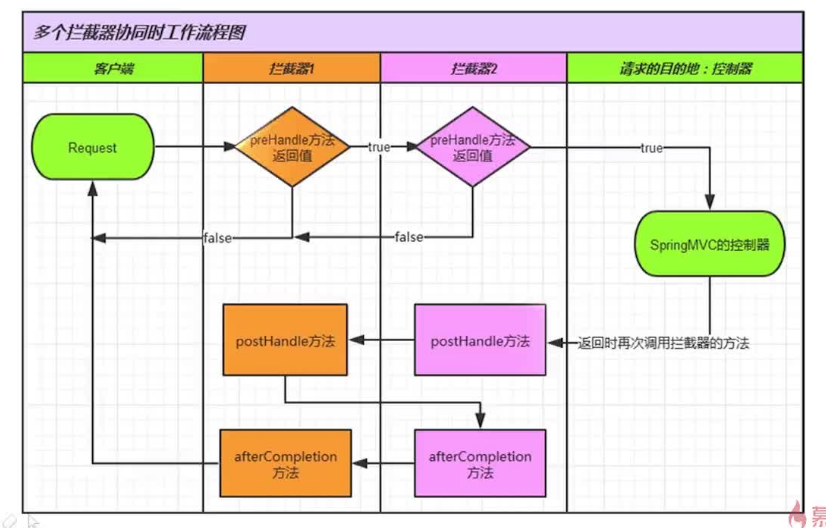 多个拦截器协同时工作流程图
客户端
拦截器1
拦截器2
请求的目的地：控制器
Request
preHandle方法
返回值
true
preHandle方法
返回值
true
false
false
SpringMVC的控制器
postHandle方法
postHandle方法
返回时再次调用拦截器的方法
afterCompletion
方法
afterCompletion
方法
慕